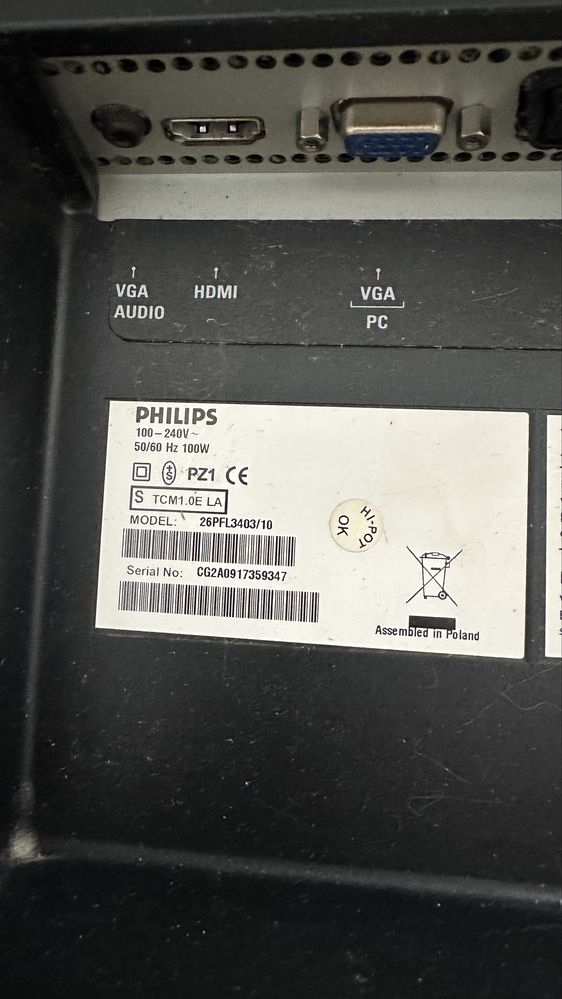 VGA
AUDIO
HDMI
VGA
PC
PHILIPS
100-240V~
50/60 Hz 100W
S PZ1 CE
S TCM1.0E LA
MODEL: 26PFL3403/10
HI-POT
OK
Serial No: CG2A0917359347
Assembled in Poland